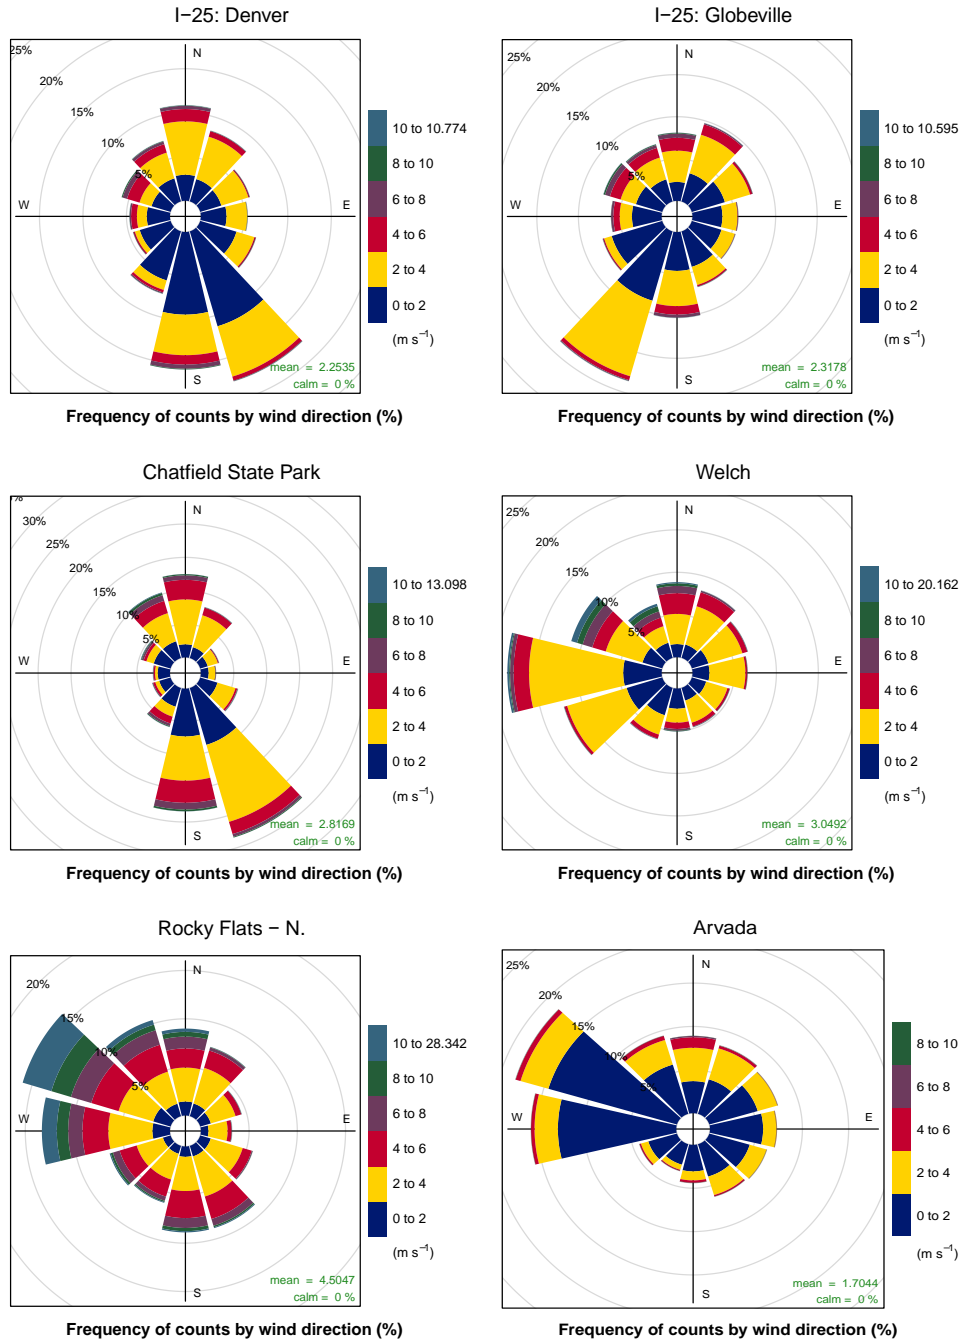 I−25: Denver
25%
20%
15%
10%
5%
N
W
E
S
mean = 2.2535
calm = 0 %
10 to 10.774
8 to 10
6 to 8
4 to 6
2 to 4
0 to 2
(m s−1)
Frequency of counts by wind direction (%)
I−25: Globeville
25%
20%
15%
10%
5%
N
W
E
S
mean = 2.3178
calm = 0 %
10 to 10.595
8 to 10
6 to 8
4 to 6
2 to 4
0 to 2
(m s−1)
Frequency of counts by wind direction (%)
Chatfield State Park
30%
25%
20%
15%
10%
5%
N
W
E
S
mean = 2.8169
calm = 0 %
10 to 13.098
8 to 10
6 to 8
4 to 6
2 to 4
0 to 2
(m s−1)
Frequency of counts by wind direction (%)
Welch
25%
20%
15%
10%
5%
N
W
E
S
mean = 3.0492
calm = 0 %
10 to 20.162
8 to 10
6 to 8
4 to 6
2 to 4
0 to 2
(m s−1)
Frequency of counts by wind direction (%)
Rocky Flats − N.
20%
15%
10%
5%
N
W
E
S
mean = 4.5047
calm = 0 %
10 to 28.342
8 to 10
6 to 8
4 to 6
2 to 4
0 to 2
(m s−1)
Frequency of counts by wind direction (%)
Arvada
25%
20%
15%
10%
5%
N
W
E
S
mean = 1.7044
calm = 0 %
8 to 10
6 to 8
4 to 6
2 to 4
0 to 2
(m s−1)
Frequency of counts by wind direction (%)